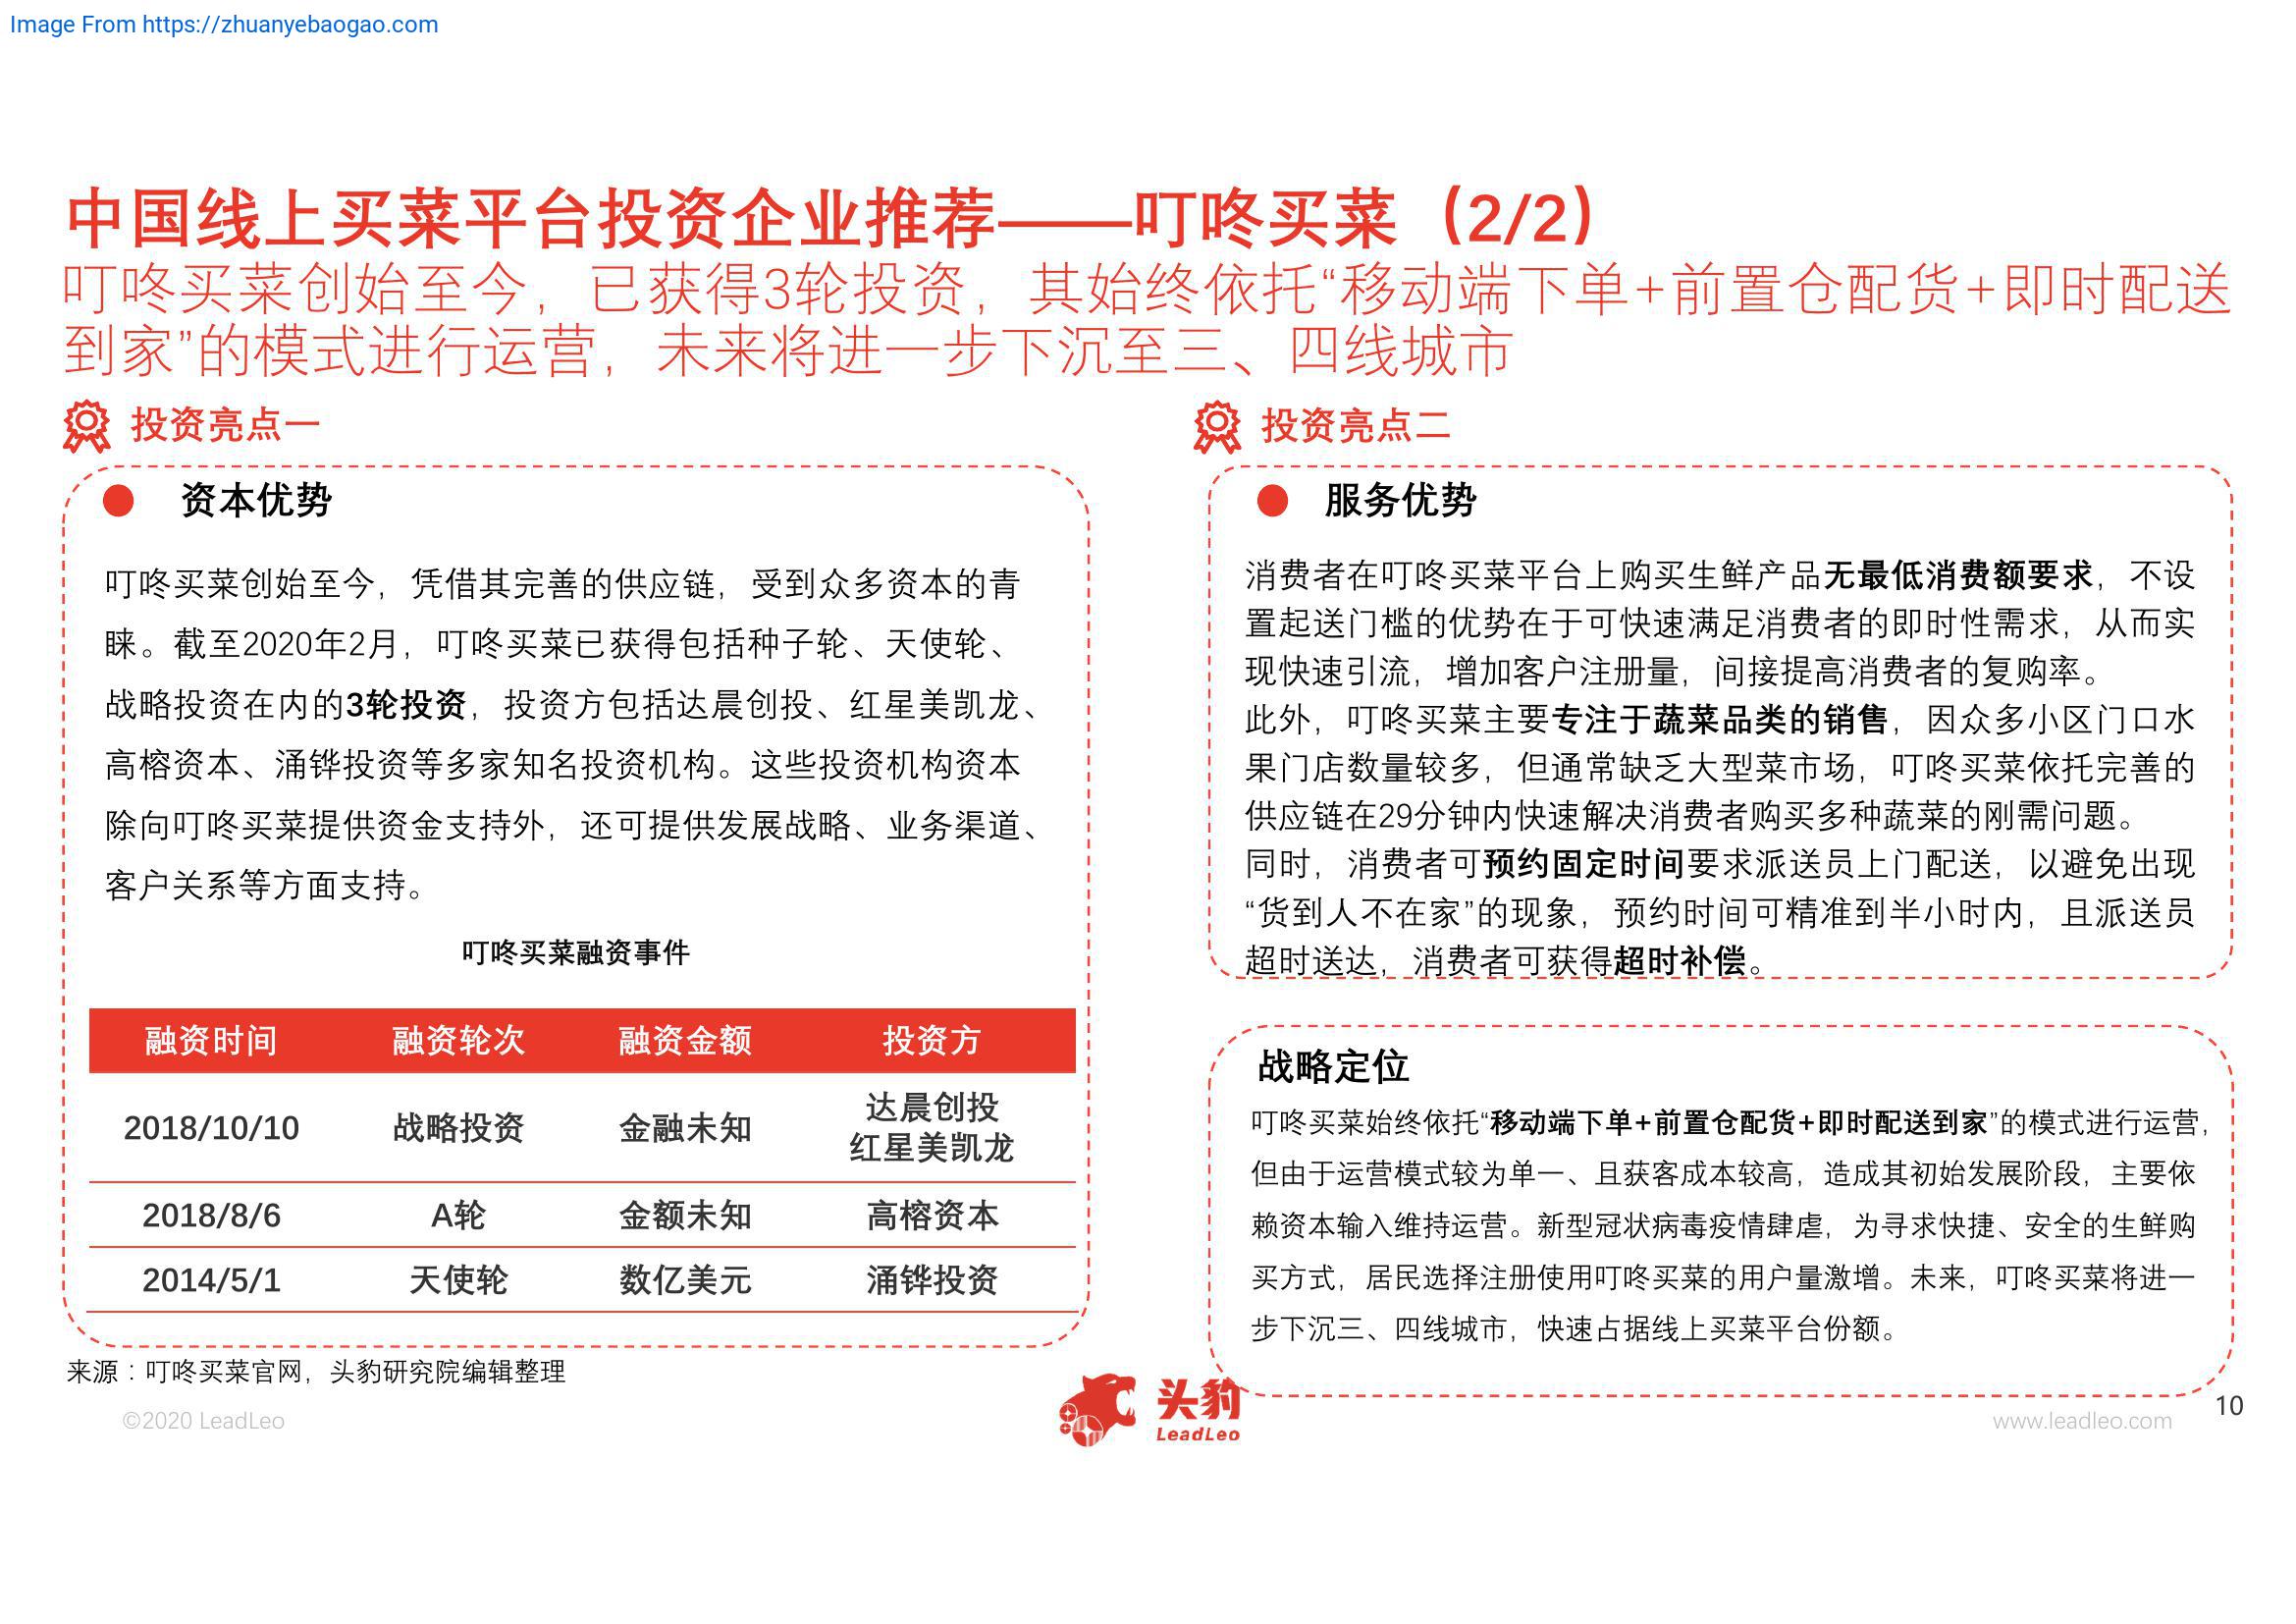 Image From https://zhuanyebaogao.com
中国线上买菜平台投资企业推荐——叮咚买菜（2/2）
叮咚买菜创始至今，已获得3轮投资，其始终依托“移动端下单+前置仓配货+即时配送
到家”的模式进行运营，未来将进一步下沉至三、四线城市
投资亮点一
资本优势
叮咚买菜创始至今，凭借其完善的供应链，受到众多资本的青
睐。截至2020年2月，叮咚买菜已获得包括种子轮、天使轮、
战略投资在内的3轮投资，投资方包括达晨创投、红星美凯龙、
高榕资本、涌铧投资等多家知名投资机构。这些投资机构资本
除向叮咚买菜提供资金支持外，还可提供发展战略、业务渠道、
客户关系等方面支持。
叮咚买菜融资事件
融资时间 融资轮次 融资金额 投资方
2018/10/10 战略投资 金融未知 达晨创投
红星美凯龙
2018/8/6 A轮 金额未知 高榕资本
2014/5/1 天使轮 数亿美元 涌铧投资
来源：叮咚买菜官网，头豹研究院编辑整理
投资亮点二
服务优势
消费者在叮咚买菜平台上购买生鲜产品无最低消费额要求，不设
置起送门槛的优势在于可快速满足消费者的即时性需求，从而实
现快速引流，增加客户注册量，间接提高消费者的复购率。
此外，叮咚买菜主要专注于蔬菜品类的销售，因众多小区门口水
果门店数量较多，但通常缺乏大型菜市场，叮咚买菜依托完善的
供应链在29分钟内快速解决消费者购买多种蔬菜的刚需问题。
同时，消费者可预约固定时间要求派送员上门配送，以避免出现
“货到人不在家”的现象，预约时间可精准到半小时内，且派送员
超时送达，消费者可获得超时补偿。
战略定位
叮咚买菜始终依托“移动端下单+前置仓配货+即时配送到家”的模式进行运营，
但由于运营模式较为单一、且获客成本较高，造成其初始发展阶段，主要依
赖资本输入维持运营。新型冠状病毒疫情肆虐，为寻求快捷、安全的生鲜购
买方式，居民选择注册使用叮咚买菜的用户量激增。未来，叮咚买菜将进一
步下沉三、四线城市，快速占据线上买菜平台份额。
©2020 LeadLeo
头豹
LeadLeo
www.leadleo.com
10